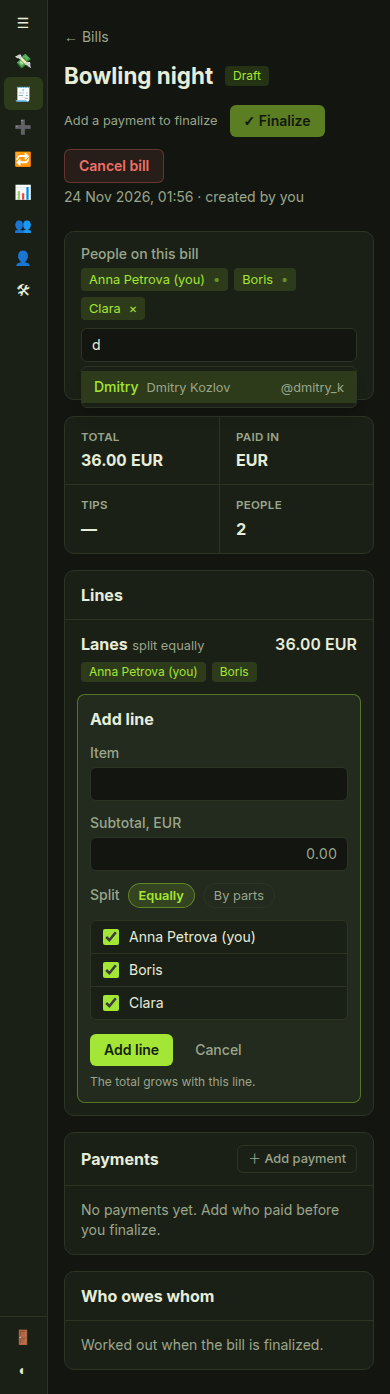 ← Bills
Bowling night Draft
Add a payment to finalize ✓ Finalize
Cancel bill
24 Nov 2026, 01:56 · created by you
People on this bill
Anna Petrova (you) • Boris •
Clara ×
d
Dmitry Dmitry Kozlov @dmitry_k
TOTAL PAID IN
36.00 EUR EUR
TIPS PEOPLE
— 2
Lines
Lanes split equally 36.00 EUR
Anna Petrova (you) Boris
Add line
Item
Subtotal, EUR
0.00
Split Equally By parts
Anna Petrova (you)
Boris
Clara
Add line Cancel
The total grows with this line.
Payments + Add payment
No payments yet. Add who paid before
you finalize.
Who owes whom
Worked out when the bill is finalized.